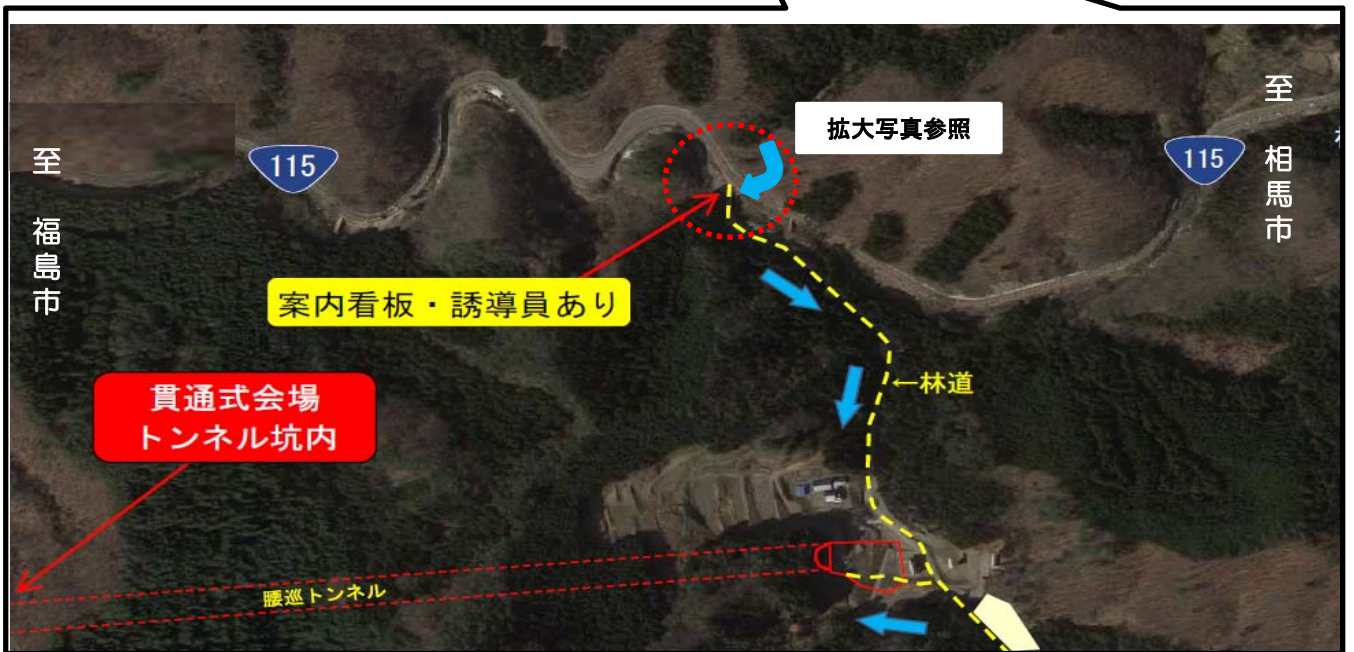 至 福島市
115
拡大写真参照
115
至 相馬市
案内看板・誘導員あり
←林道
貫通式会場
トンネル坑内
腰巡トンネル